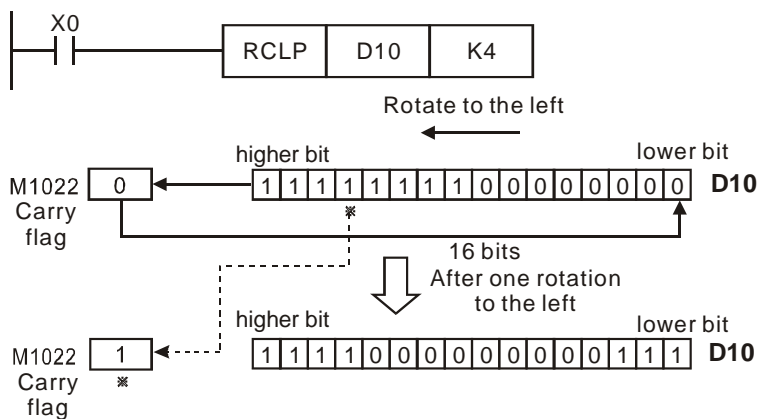 X0
RCLP D10 K4
Rotate to the left
higher bit lower bit
M1022 0 1 1 1 1 1 1 1 1 0 0 0 0 0 0 0 0 D10
Carry
flag
※
16 bits
After one rotation
to the left
higher bit lower bit
M1022 1 1 1 1 1 0 0 0 0 0 0 0 0 0 1 1 1 D10
Carry ※
flag